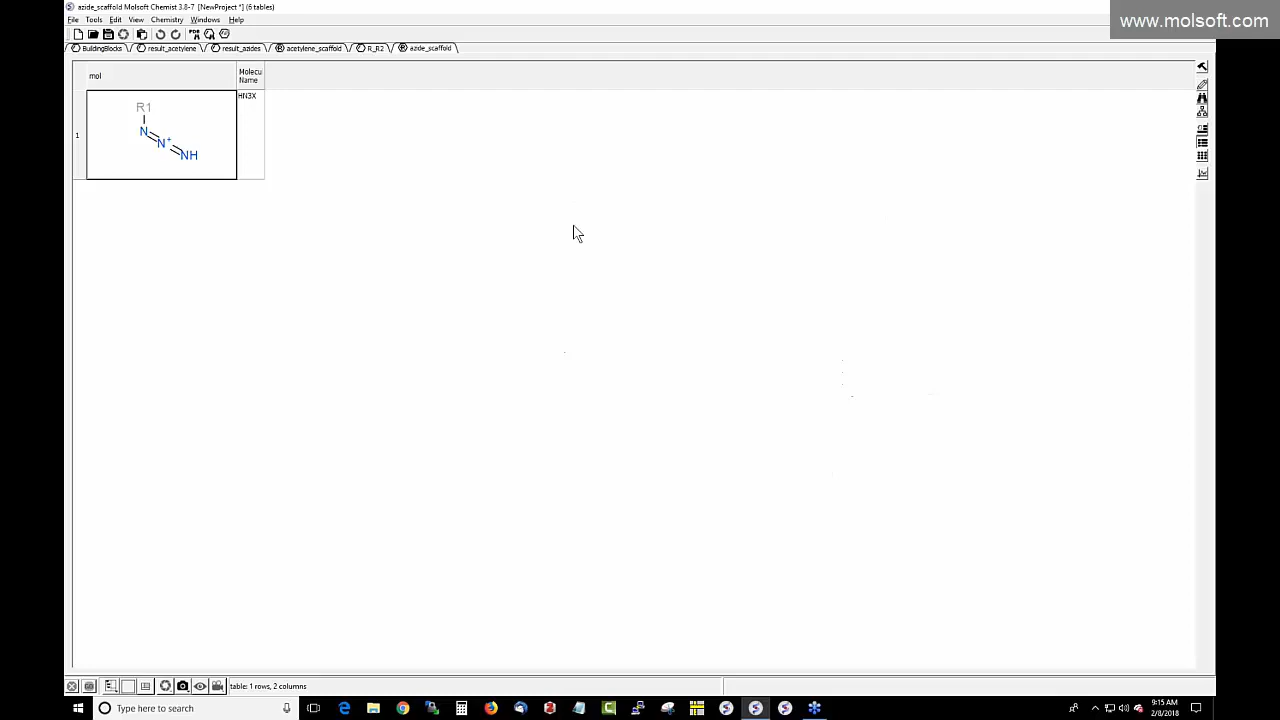 azide_scaffold Molsoft Chemist 3.8-7 [NewProject *] (6 tables)
www.molsoft.com
File Tools Edit View Chemistry Windows Help
BuildingBlocks result_acetylene result_azides acetylene_scaffold R_R2 azide_scaffold
mol
Molecu
Name
HN3X
R1
1
N
N+
NH
table: 1 rows, 2 columns
Type here to search
9:15 AM
2/8/2018